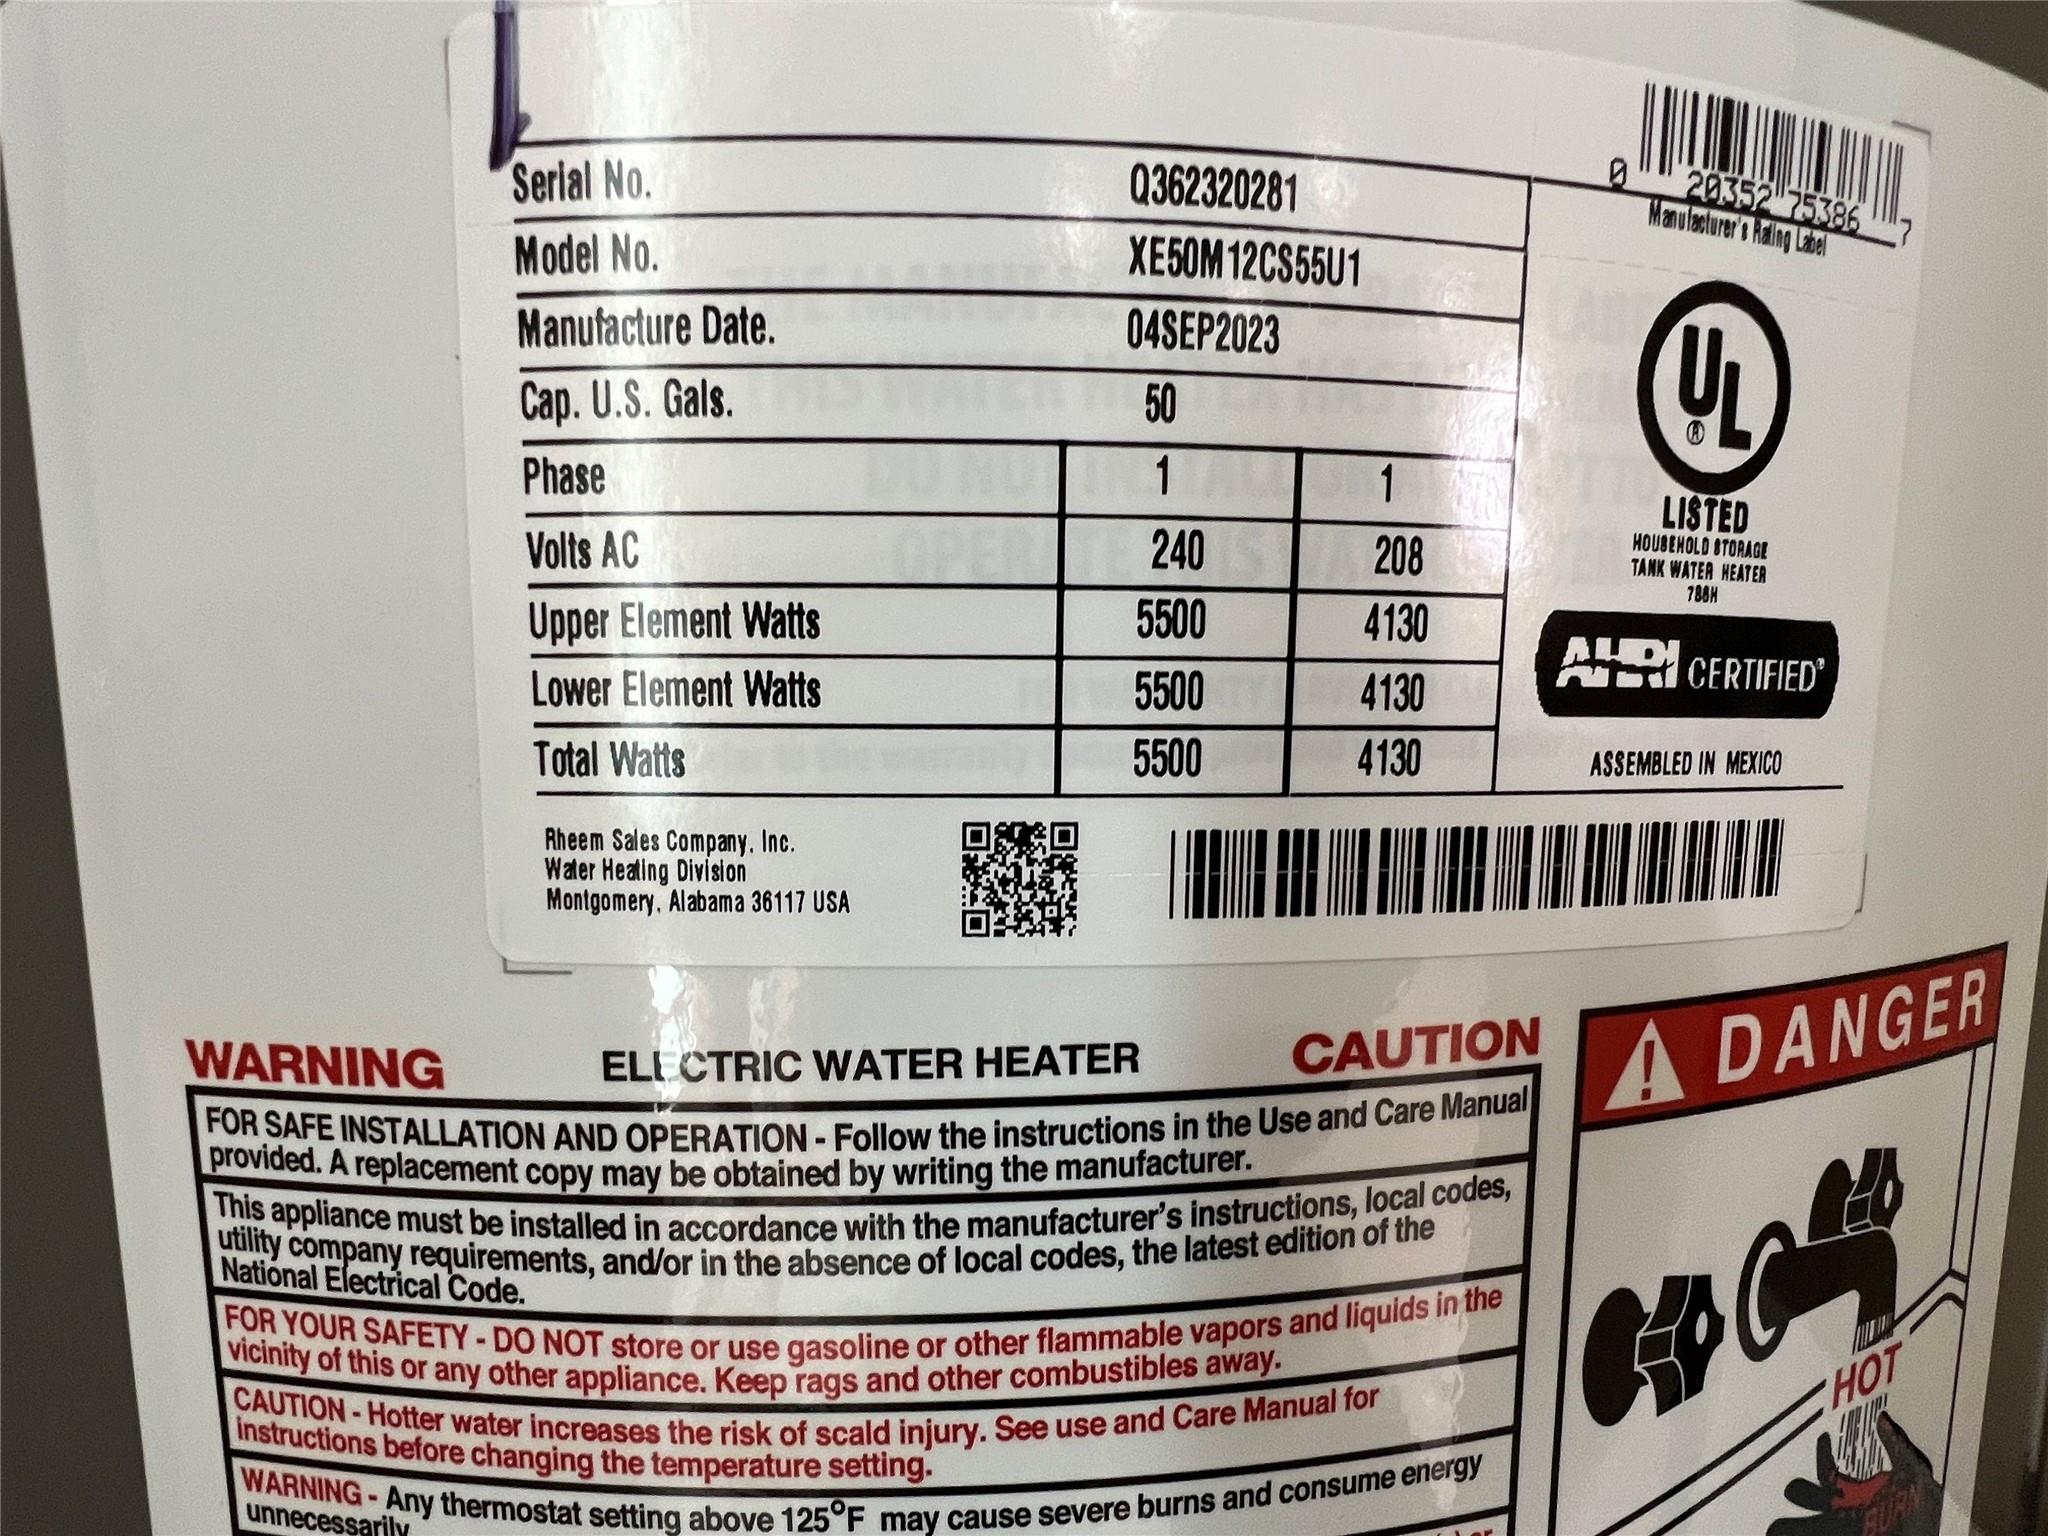 Serial No. Q362320281
Model No. XE50M12CS55U1
Manufacture Date. 04SEP2023
Cap. U.S. Gals. 50
Phase 1 1
Volts AC 240 208
Upper Element Watts 5500 4130
Lower Element Watts 5500 4130
Total Watts 5500 4130
0 20352 75386 7
Manufacturer's Rating Label
UL
®
LISTED
HOUSEHOLD STORAGE
TANK WATER HEATER
788H
AHRI CERTIFIED®
ASSEMBLED IN MEXICO
Rheem Sales Company, Inc.
Water Heating Division
Montgomery, Alabama 36117 USA
WARNING ELECTRIC WATER HEATER CAUTION
FOR SAFE INSTALLATION AND OPERATION - Follow the instructions in the Use and Care Manual
provided. A replacement copy may be obtained by writing the manufacturer.
This appliance must be installed in accordance with the manufacturer's instructions, local codes,
utility company requirements, and/or in the absence of local codes, the latest edition of the
National Electrical Code.
FOR YOUR SAFETY - DO NOT store or use gasoline or other flammable vapors and liquids in the
vicinity of this or any other appliance. Keep rags and other combustibles away.
CAUTION - Hotter water increases the risk of scald injury. See use and Care Manual for
instructions before changing the temperature setting.
WARNING - Any thermostat setting above 125°F may cause severe burns and consume energy
unnecessarily
DANGER
HOT
BURN